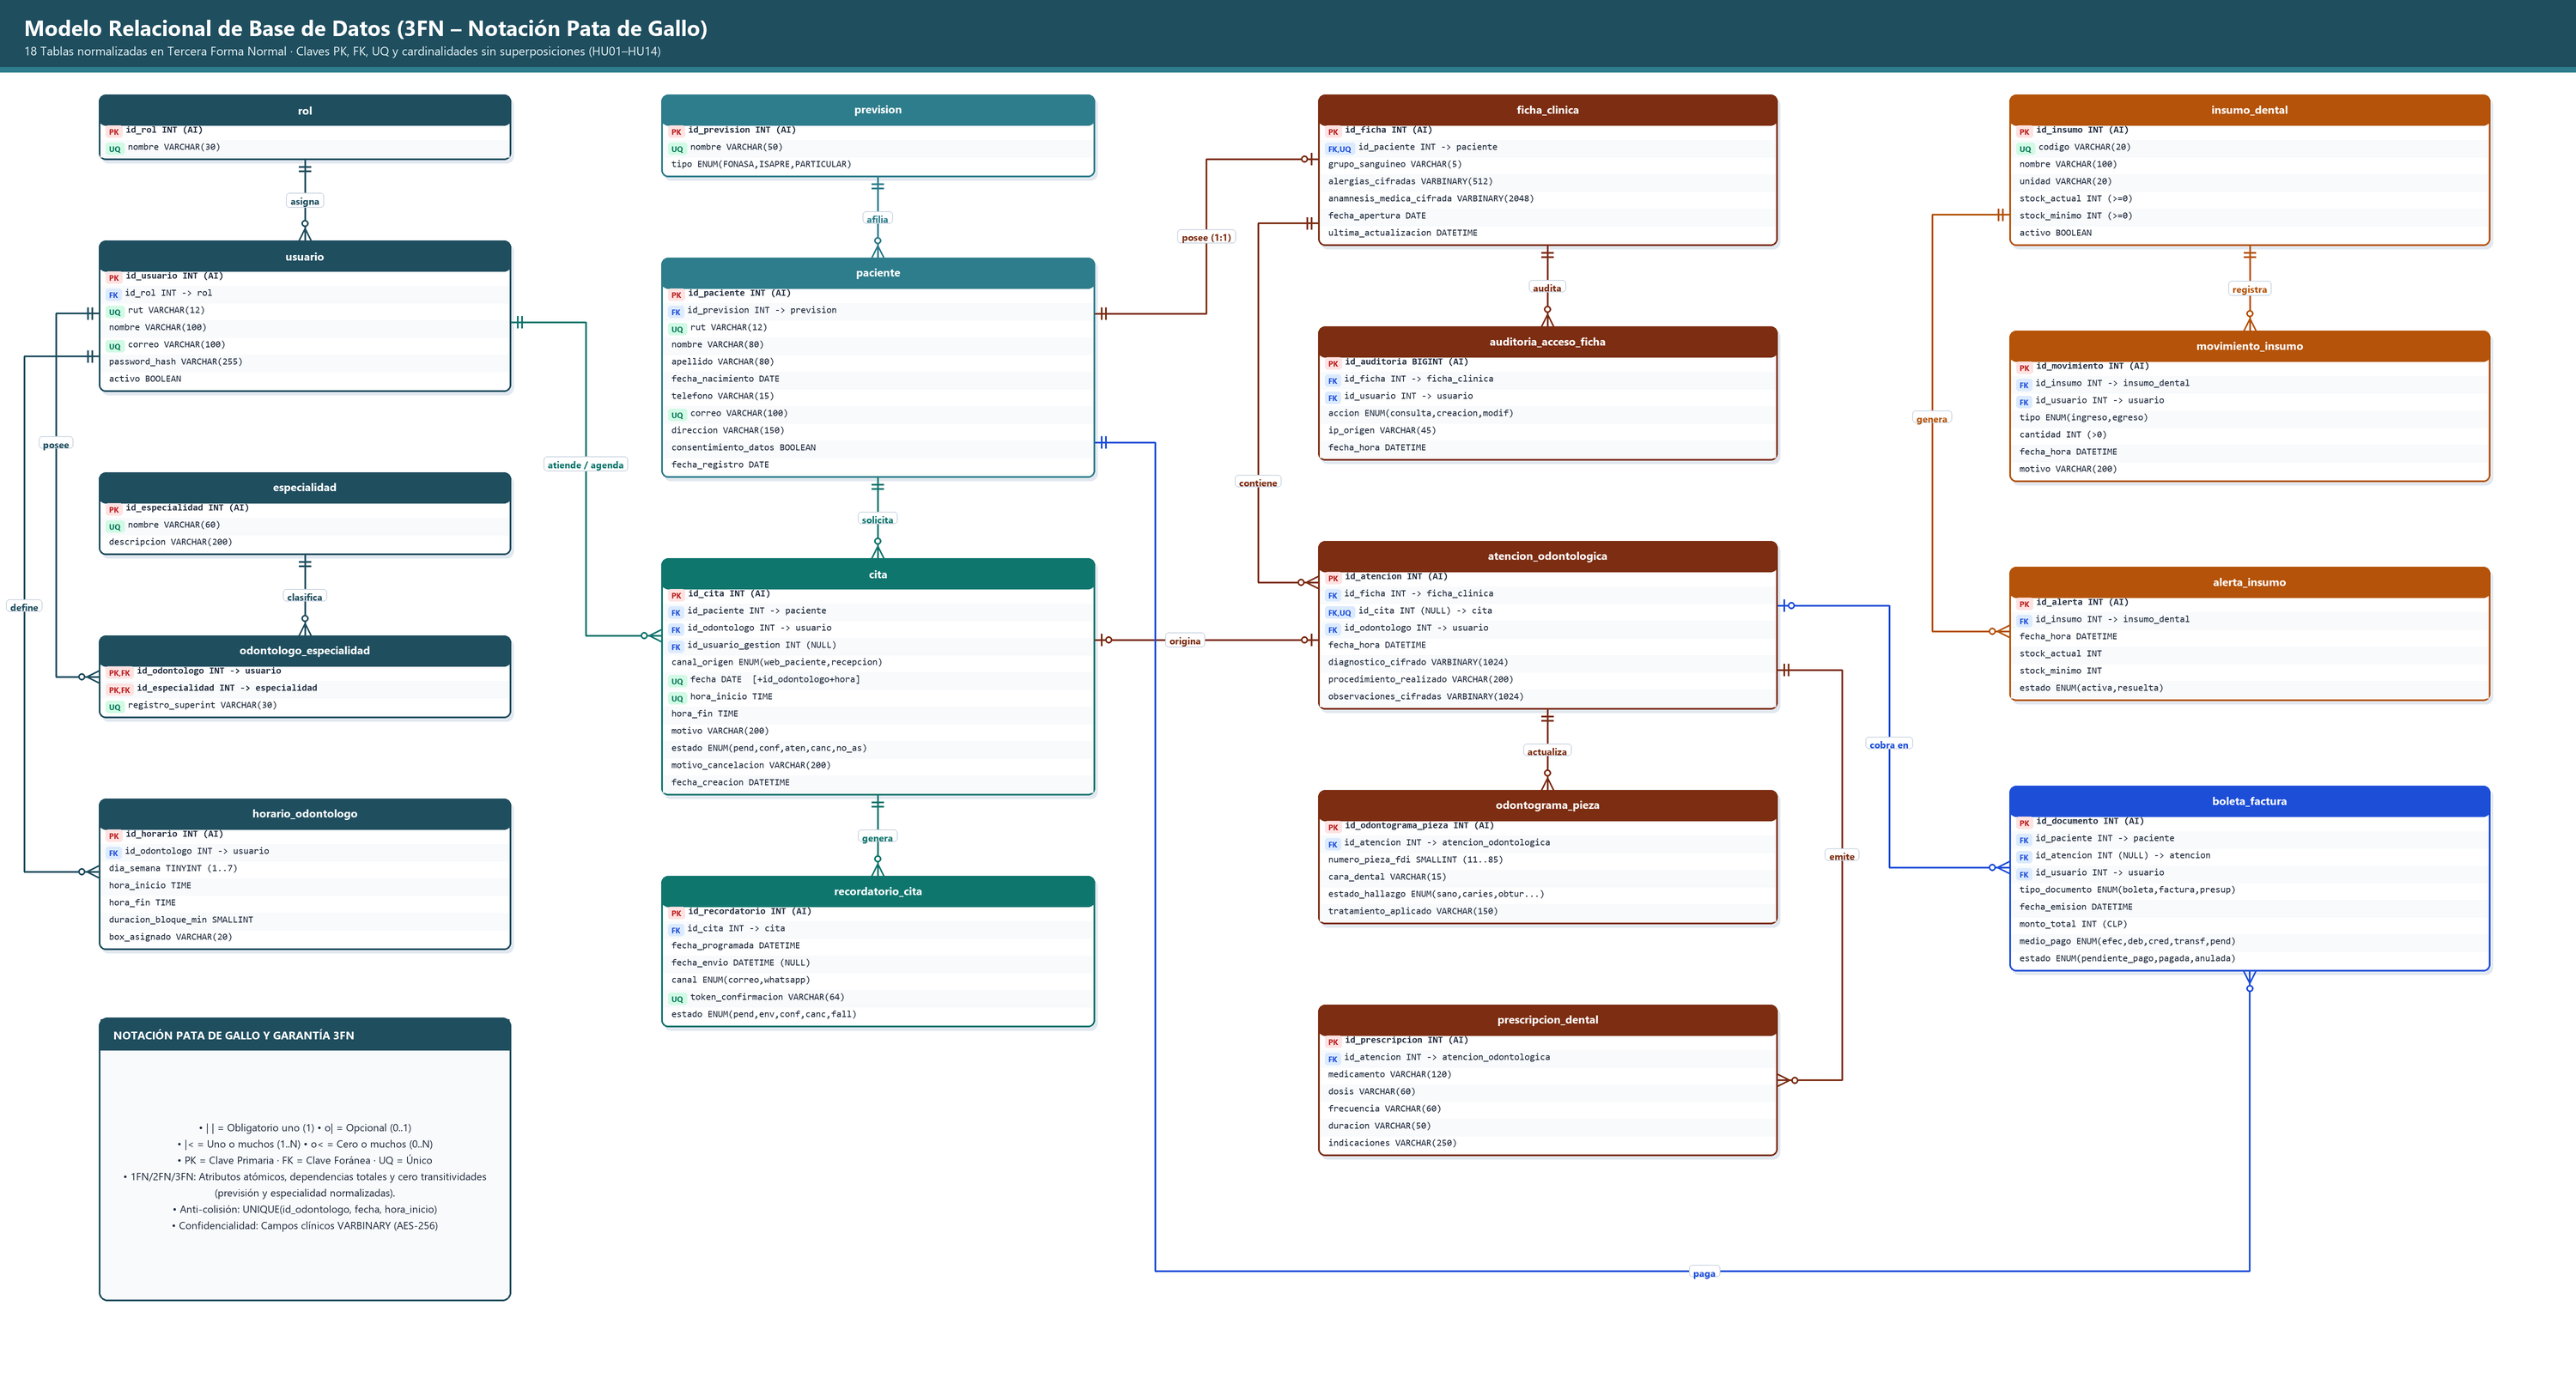 Modelo Relacional de Base de Datos (3FN – Notación Pata de Gallo)
18 Tablas normalizadas en Tercera Forma Normal · Claves PK, FK, UQ y cardinalidades sin superposiciones (HU01–HU14)
rol
PK id_rol INT (AI)
UQ nombre VARCHAR(30)
asigna
usuario
PK id_usuario INT (AI)
FK id_rol INT -> rol
UQ rut VARCHAR(12)
nombre VARCHAR(100)
UQ correo VARCHAR(100)
password_hash VARCHAR(255)
activo BOOLEAN
posee
define
especialidad
PK id_especialidad INT (AI)
UQ nombre VARCHAR(60)
descripcion VARCHAR(200)
clasifica
odontologo_especialidad
PK,FK id_odontologo INT -> usuario
PK,FK id_especialidad INT -> especialidad
UQ registro_superint VARCHAR(30)
horario_odontologo
PK id_horario INT (AI)
FK id_odontologo INT -> usuario
dia_semana TINYINT (1..7)
hora_inicio TIME
hora_fin TIME
duracion_bloque_min SMALLINT
box_asignado VARCHAR(20)
NOTACIÓN PATA DE GALLO Y GARANTÍA 3FN
• || = Obligatorio uno (1) • o| = Opcional (0..1)
• |< = Uno o muchos (1..N) • o< = Cero o muchos (0..N)
• PK = Clave Primaria · FK = Clave Foránea · UQ = Único
• 1FN/2FN/3FN: Atributos atómicos, dependencias totales y cero transitividades
(previsión y especialidad normalizadas).
• Anti-colisión: UNIQUE(id_odontologo, fecha, hora_inicio)
• Confidencialidad: Campos clínicos VARBINARY (AES-256)
atiende / agenda
prevision
PK id_prevision INT (AI)
UQ nombre VARCHAR(50)
tipo ENUM(FONASA,ISAPRE,PARTICULAR)
afilia
paciente
PK id_paciente INT (AI)
FK id_prevision INT -> prevision
UQ rut VARCHAR(12)
nombre VARCHAR(80)
apellido VARCHAR(80)
fecha_nacimiento DATE
telefono VARCHAR(15)
UQ correo VARCHAR(100)
direccion VARCHAR(150)
consentimiento_datos BOOLEAN
fecha_registro DATE
solicita
cita
PK id_cita INT (AI)
FK id_paciente INT -> paciente
FK id_odontologo INT -> usuario
FK id_usuario_gestion INT (NULL)
canal_origen ENUM(web_paciente,recepcion)
UQ fecha DATE [+id_odontologo+hora]
UQ hora_inicio TIME
hora_fin TIME
motivo VARCHAR(200)
estado ENUM(pend,conf,aten,canc,no_as)
motivo_cancelacion VARCHAR(200)
fecha_creacion DATETIME
genera
recordatorio_cita
PK id_recordatorio INT (AI)
FK id_cita INT -> cita
fecha_programada DATETIME
fecha_envio DATETIME (NULL)
canal ENUM(correo,whatsapp)
UQ token_confirmacion VARCHAR(64)
estado ENUM(pend,env,conf,canc,fall)
posee (1:1)
contiene
origina
ficha_clinica
PK id_ficha INT (AI)
FK,UQ id_paciente INT -> paciente
grupo_sanguineo VARCHAR(5)
alergias_cifradas VARBINARY(512)
anamnesis_medica_cifrada VARBINARY(2048)
fecha_apertura DATE
ultima_actualizacion DATETIME
audita
auditoria_acceso_ficha
PK id_auditoria BIGINT (AI)
FK id_ficha INT -> ficha_clinica
FK id_usuario INT -> usuario
accion ENUM(consulta,creacion,modif)
ip_origen VARCHAR(45)
fecha_hora DATETIME
atencion_odontologica
PK id_atencion INT (AI)
FK id_ficha INT -> ficha_clinica
FK,UQ id_cita INT (NULL) -> cita
FK id_odontologo INT -> usuario
fecha_hora DATETIME
diagnostico_cifrado VARBINARY(1024)
procedimiento_realizado VARCHAR(200)
observaciones_cifradas VARBINARY(1024)
actualiza
odontograma_pieza
PK id_odontograma_pieza INT (AI)
FK id_atencion INT -> atencion_odontologica
numero_pieza_fdi SMALLINT (11..85)
cara_dental VARCHAR(15)
estado_hallazgo ENUM(sano,caries,obtur...)
tratamiento_aplicado VARCHAR(150)
emite
prescripcion_dental
PK id_prescripcion INT (AI)
FK id_atencion INT -> atencion_odontologica
medicamento VARCHAR(120)
dosis VARCHAR(60)
frecuencia VARCHAR(60)
duracion VARCHAR(50)
indicaciones VARCHAR(250)
cobra en
paga
insumo_dental
PK id_insumo INT (AI)
UQ codigo VARCHAR(20)
nombre VARCHAR(100)
unidad VARCHAR(20)
stock_actual INT (>=0)
stock_minimo INT (>=0)
activo BOOLEAN
registra
genera
movimiento_insumo
PK id_movimiento INT (AI)
FK id_insumo INT -> insumo_dental
FK id_usuario INT -> usuario
tipo ENUM(ingreso,egreso)
cantidad INT (>0)
fecha_hora DATETIME
motivo VARCHAR(200)
alerta_insumo
PK id_alerta INT (AI)
FK id_insumo INT -> insumo_dental
fecha_hora DATETIME
stock_actual INT
stock_minimo INT
estado ENUM(activa,resuelta)
boleta_factura
PK id_documento INT (AI)
FK id_paciente INT -> paciente
FK id_atencion INT (NULL) -> atencion
FK id_usuario INT -> usuario
tipo_documento ENUM(boleta,factura,presup)
fecha_emision DATETIME
monto_total INT (CLP)
medio_pago ENUM(efec,deb,cred,transf,pend)
estado ENUM(pendiente_pago,pagada,anulada)